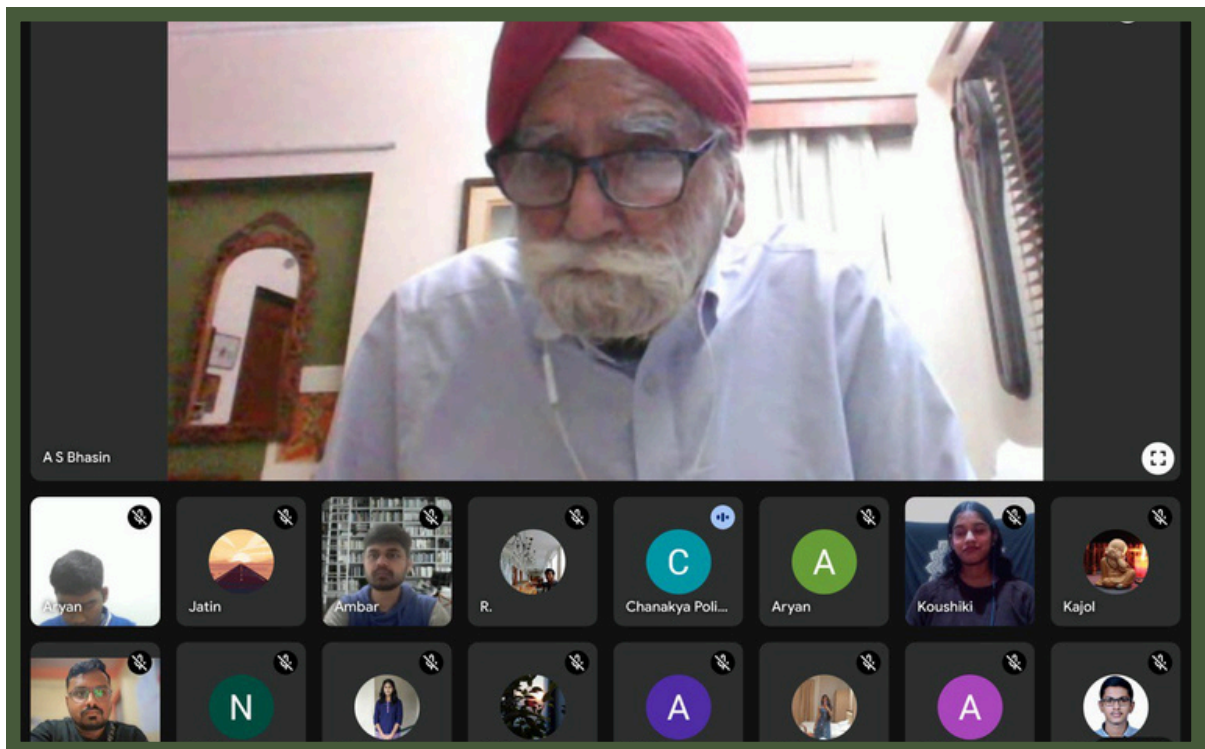 A S Bhasin
Aryan
Jatin
Ambar
R.
C
Chanakya Poli...
A
Aryan
Koushiki
Kajol
N
A
A